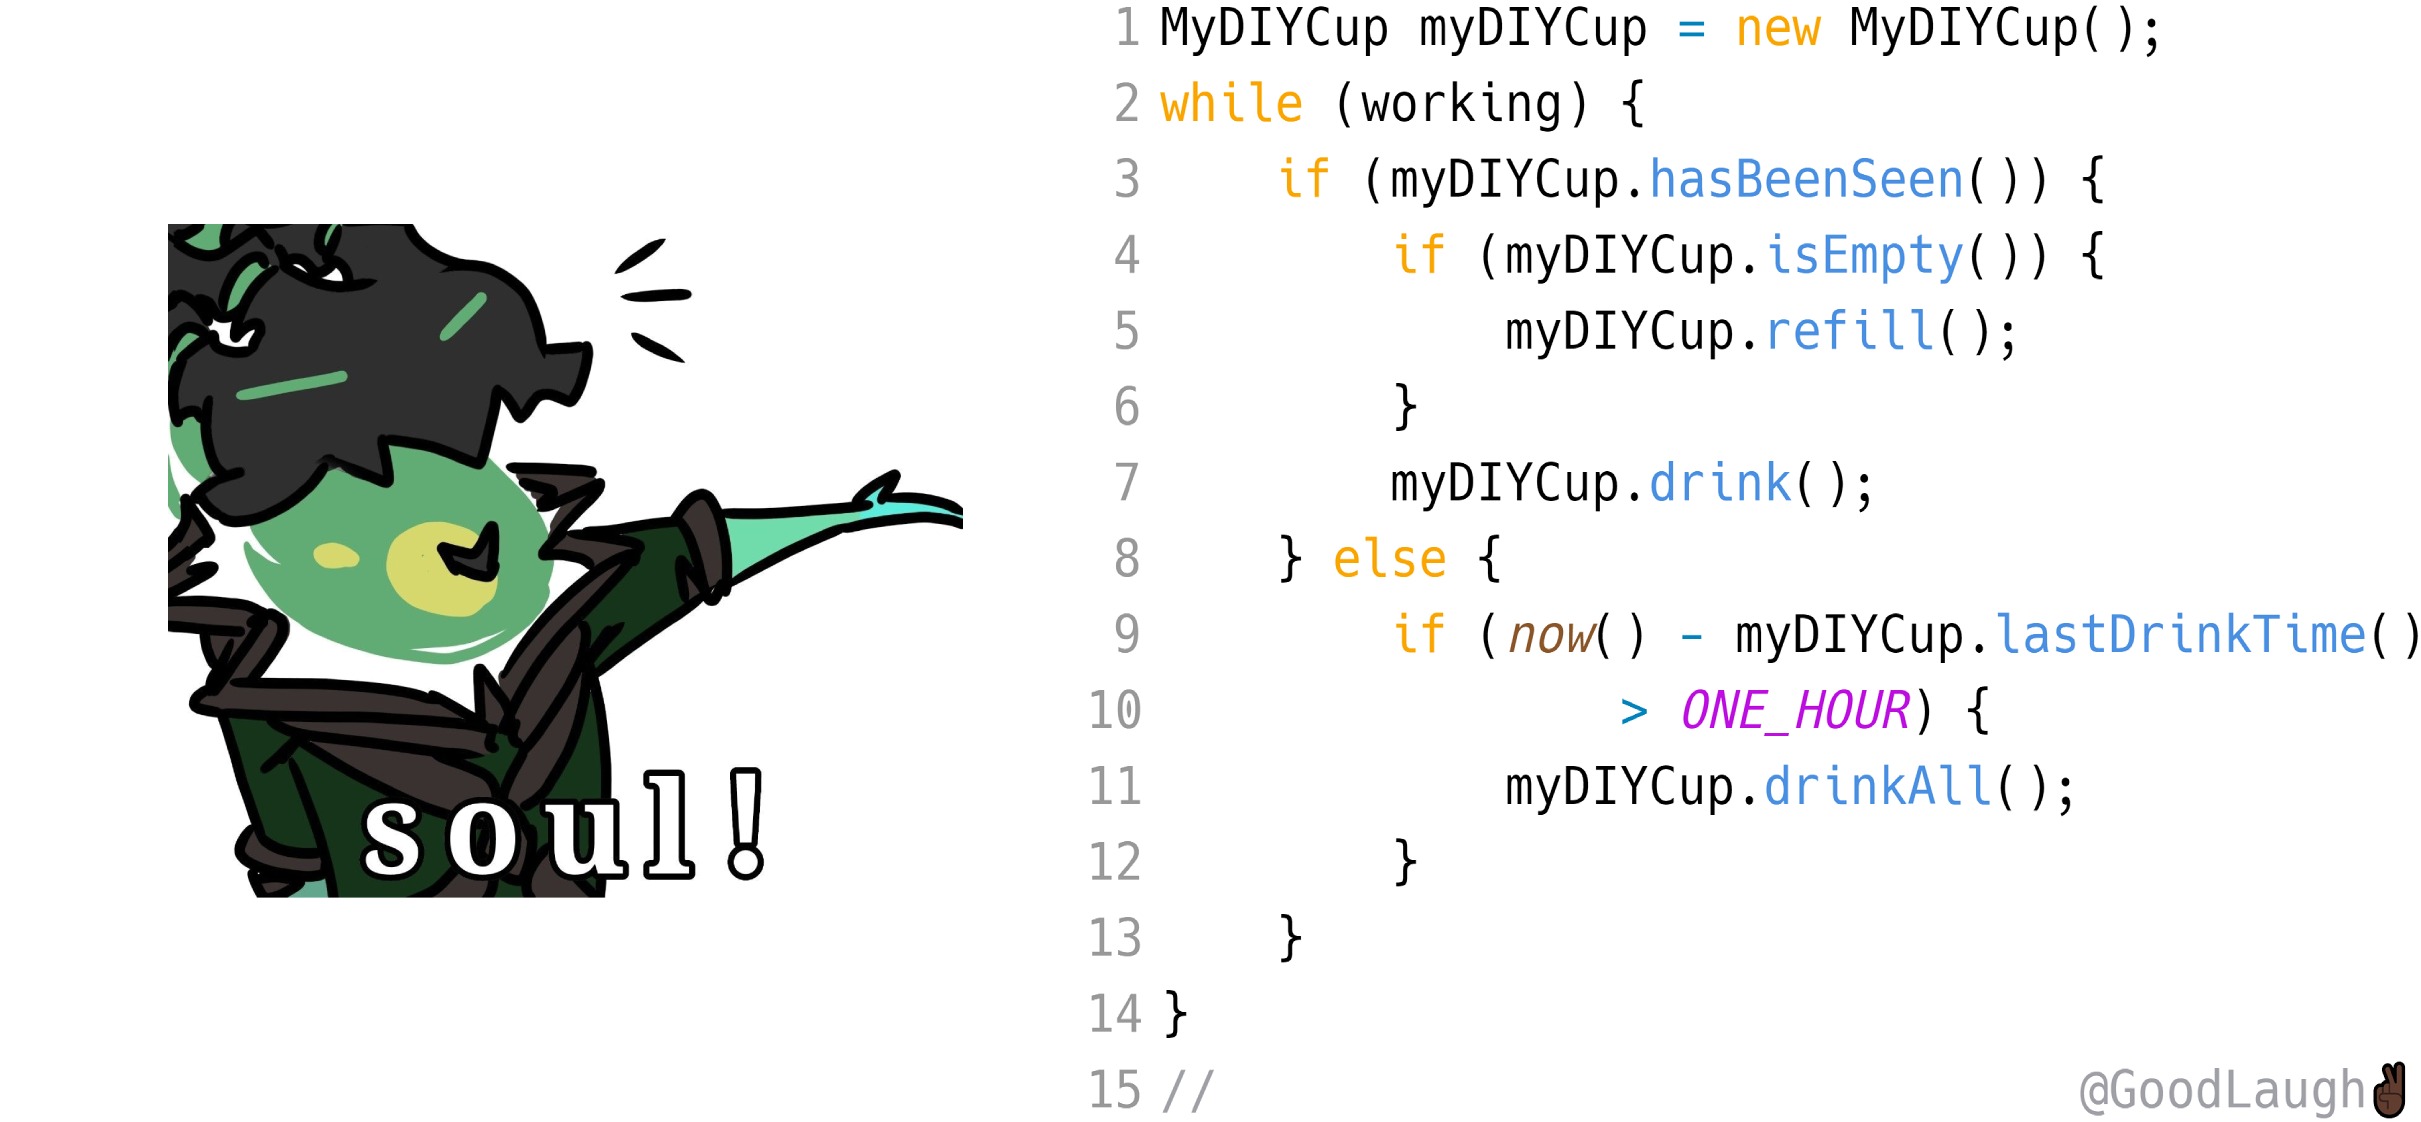 soul!
1 MyDIYCup myDIYCup = new MyDIYCup();
2 while (working) {
3     if (myDIYCup.hasBeenSeen()) {
4         if (myDIYCup.isEmpty()) {
5             myDIYCup.refill();
6         }
7         myDIYCup.drink();
8     } else {
9         if (now() - myDIYCup.lastDrinkTime()
10                 > ONE_HOUR) {
11             myDIYCup.drinkAll();
12         }
13     }
14 }
15 // @GoodLaugh✌🏿